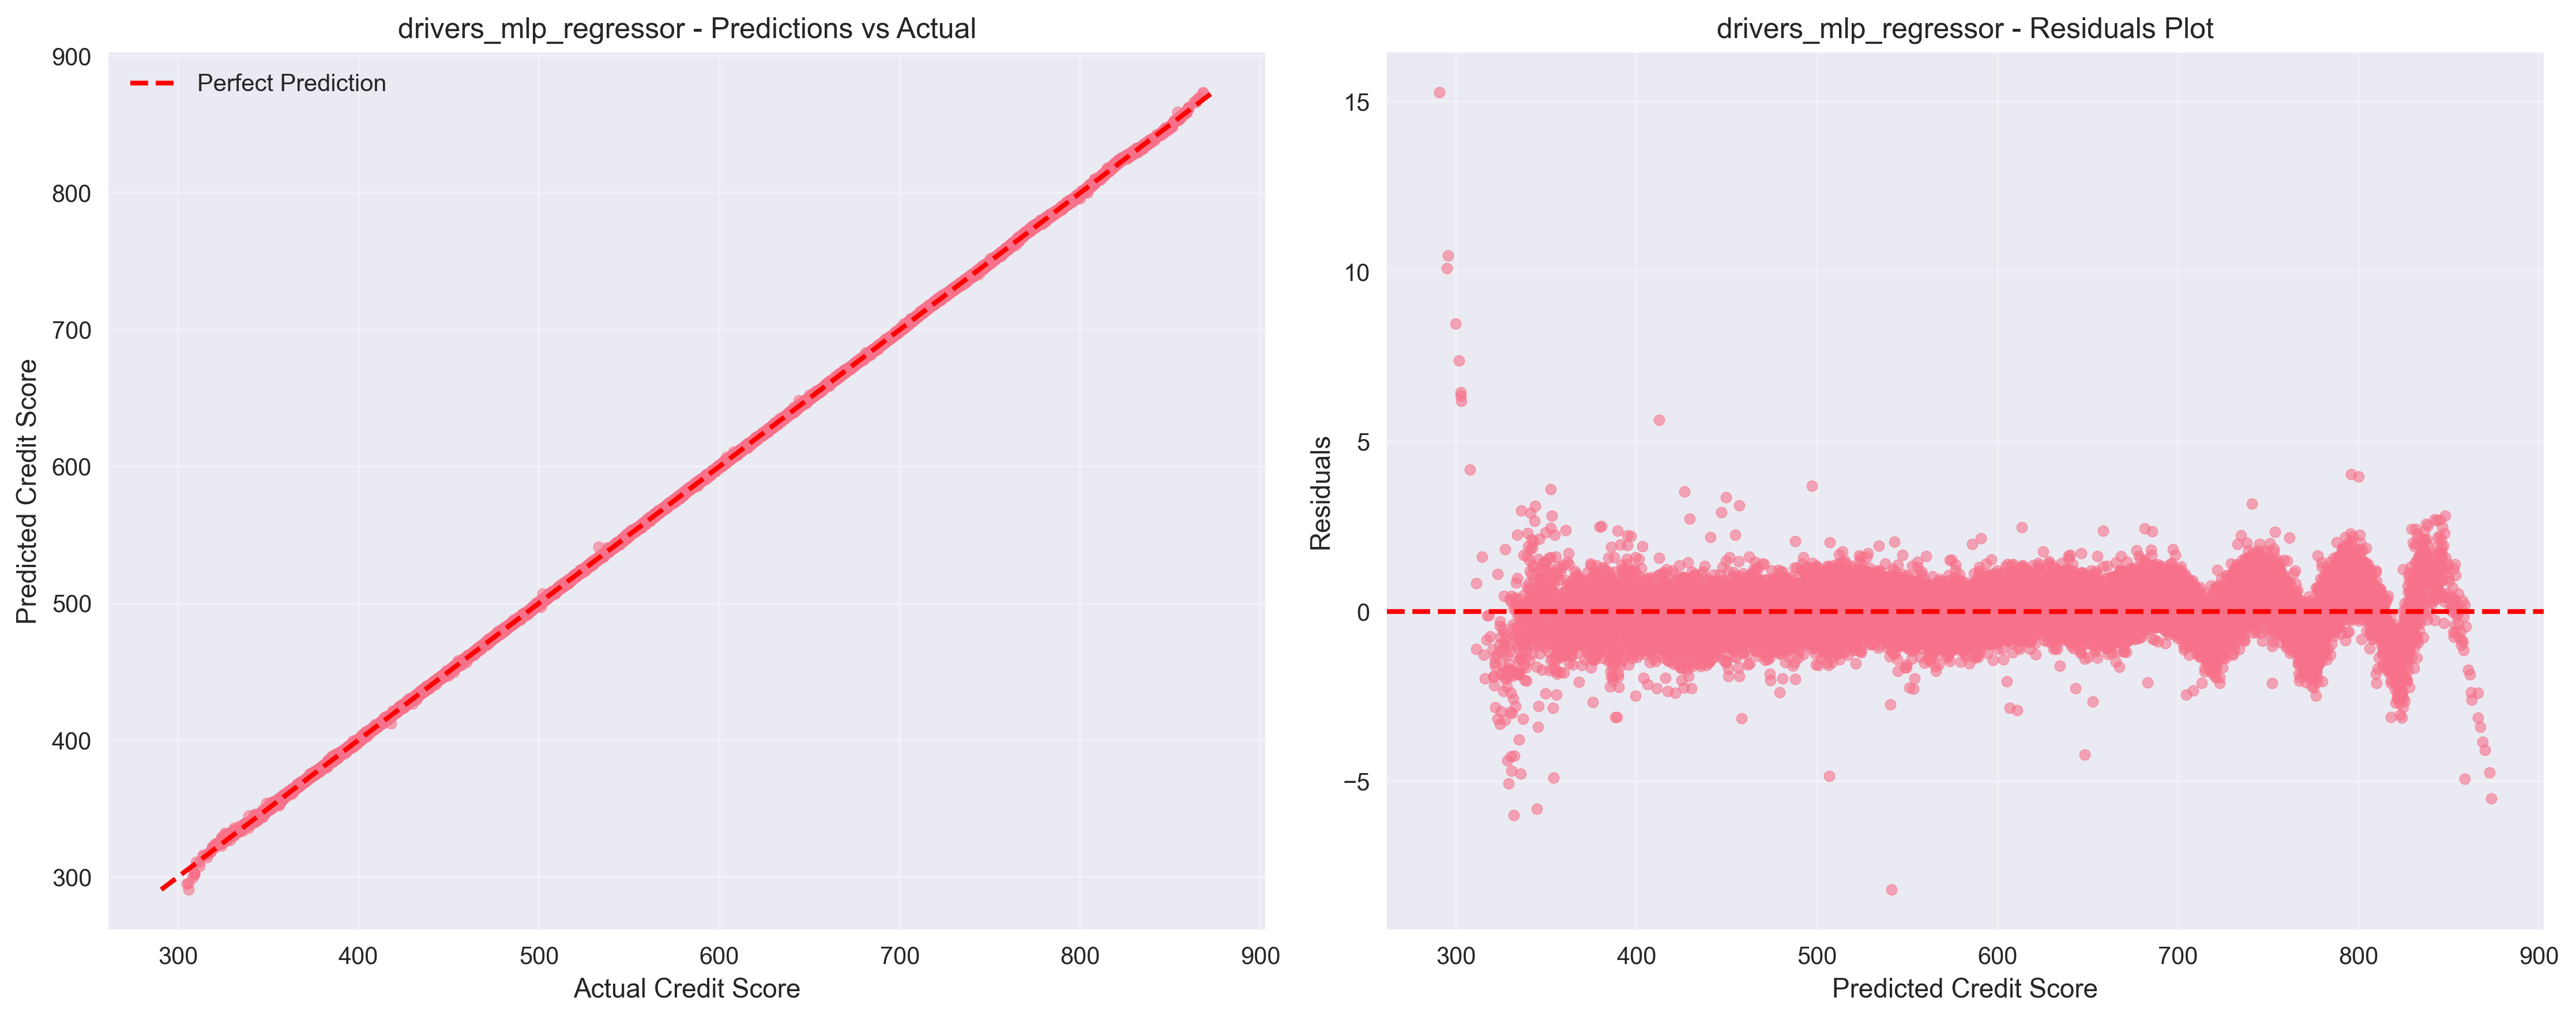 drivers_mlp_regressor - Predictions vs Actual
Perfect Prediction
Predicted Credit Score
900
800
700
600
500
400
300
300 400 500 600 700 800 900
Actual Credit Score
drivers_mlp_regressor - Residuals Plot
Residuals
15
10
5
0
−5
300 400 500 600 700 800 900
Predicted Credit Score